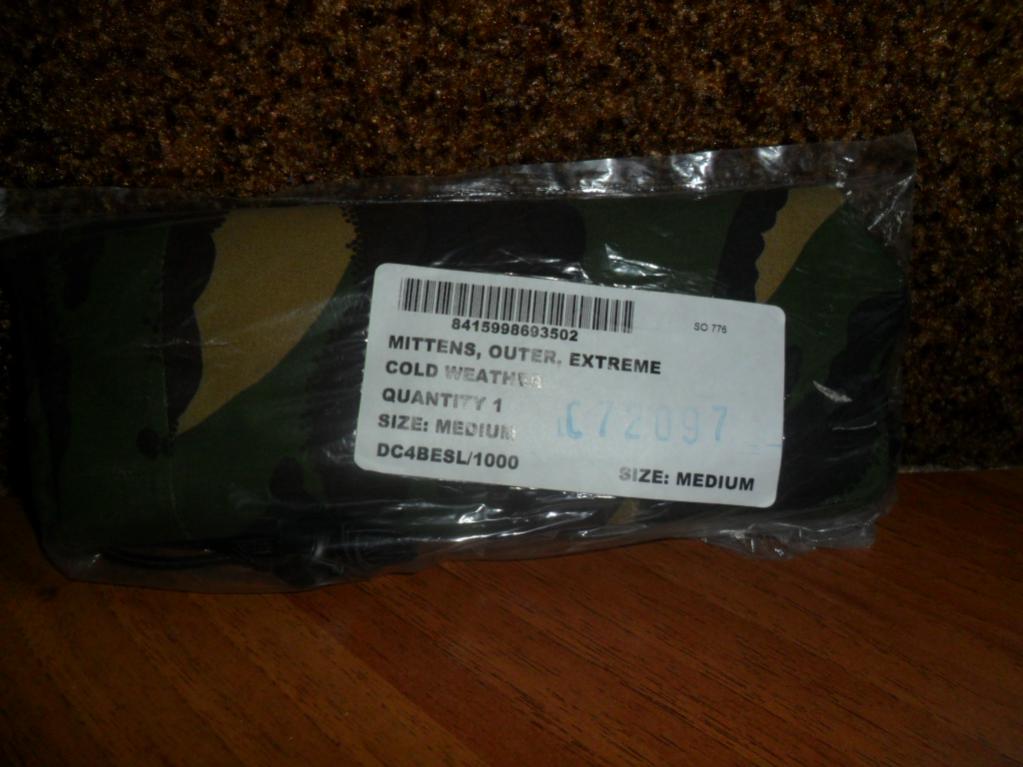 8415998693502
SO 776
MITTENS, OUTER, EXTREME
COLD WEATHER
QUANTITY 1
SIZE: MEDIUM
C72097
DC4BESL/1000
SIZE: MEDIUM